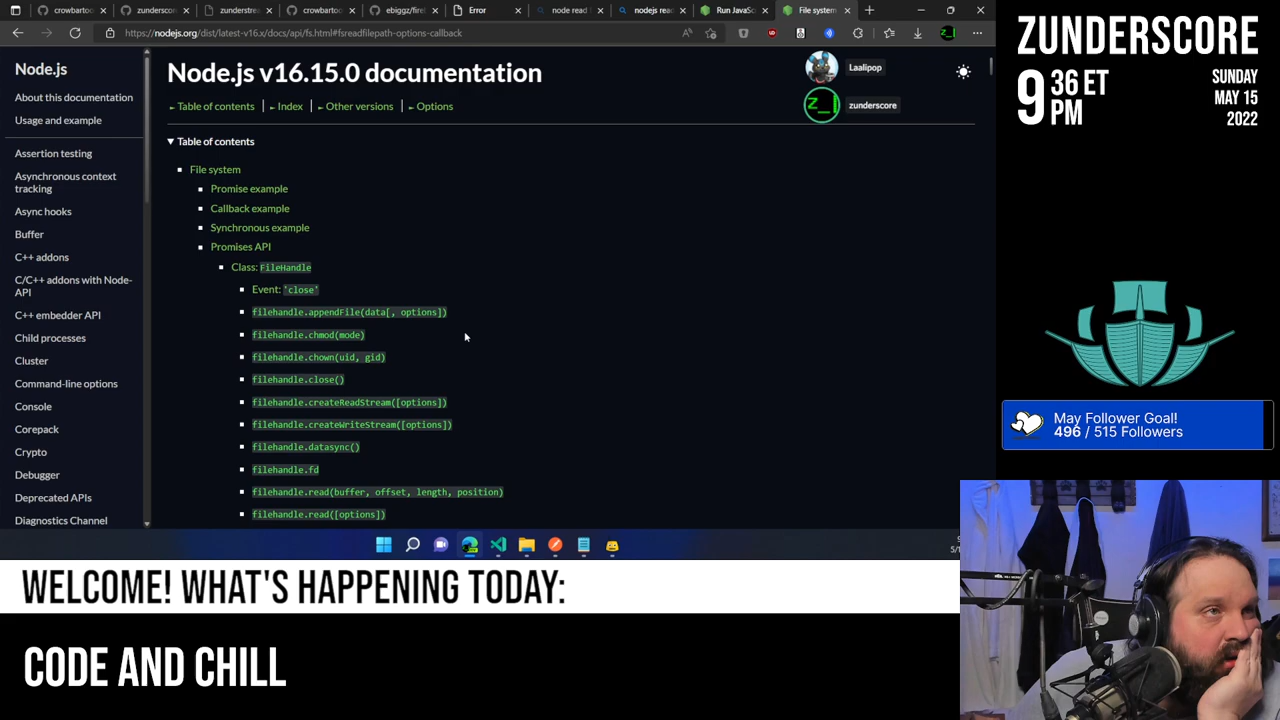 crowbartoo
zunderscor
zunderstre
crowbartoo
ebiggz/firel
Error
node read f
nodejs rea
Run JavaSc
File system
https://nodejs.org/dist/latest-v16.x/docs/api/fs.html#fsreadfilepath-options-callback
Node.js
About this documentation
Usage and example
Assertion testing
Asynchronous context
tracking
Async hooks
Buffer
C++ addons
C/C++ addons with Node-
API
C++ embedder API
Child processes
Cluster
Command-line options
Console
Corepack
Crypto
Debugger
Deprecated APIs
Diagnostics Channel
Node.js v16.15.0 documentation
► Table of contents | ► Index | ► Other versions | ► Options
▼ Table of contents
File system
Promise example
Callback example
Synchronous example
Promises API
Class: FileHandle
Event: 'close'
filehandle.appendFile(data[, options])
filehandle.chmod(mode)
filehandle.chown(uid, gid)
filehandle.close()
filehandle.createReadStream([options])
filehandle.createWriteStream([options])
filehandle.datasync()
filehandle.fd
filehandle.read(buffer, offset, length, position)
filehandle.read([options])
Laalipop
z_
zunderscore
ZUNDERSCORE
9 36 ET
PM
SUNDAY
MAY 15
2022
May Follower Goal!
496 / 515 Followers
WELCOME! WHAT'S HAPPENING TODAY:
CODE AND CHILL